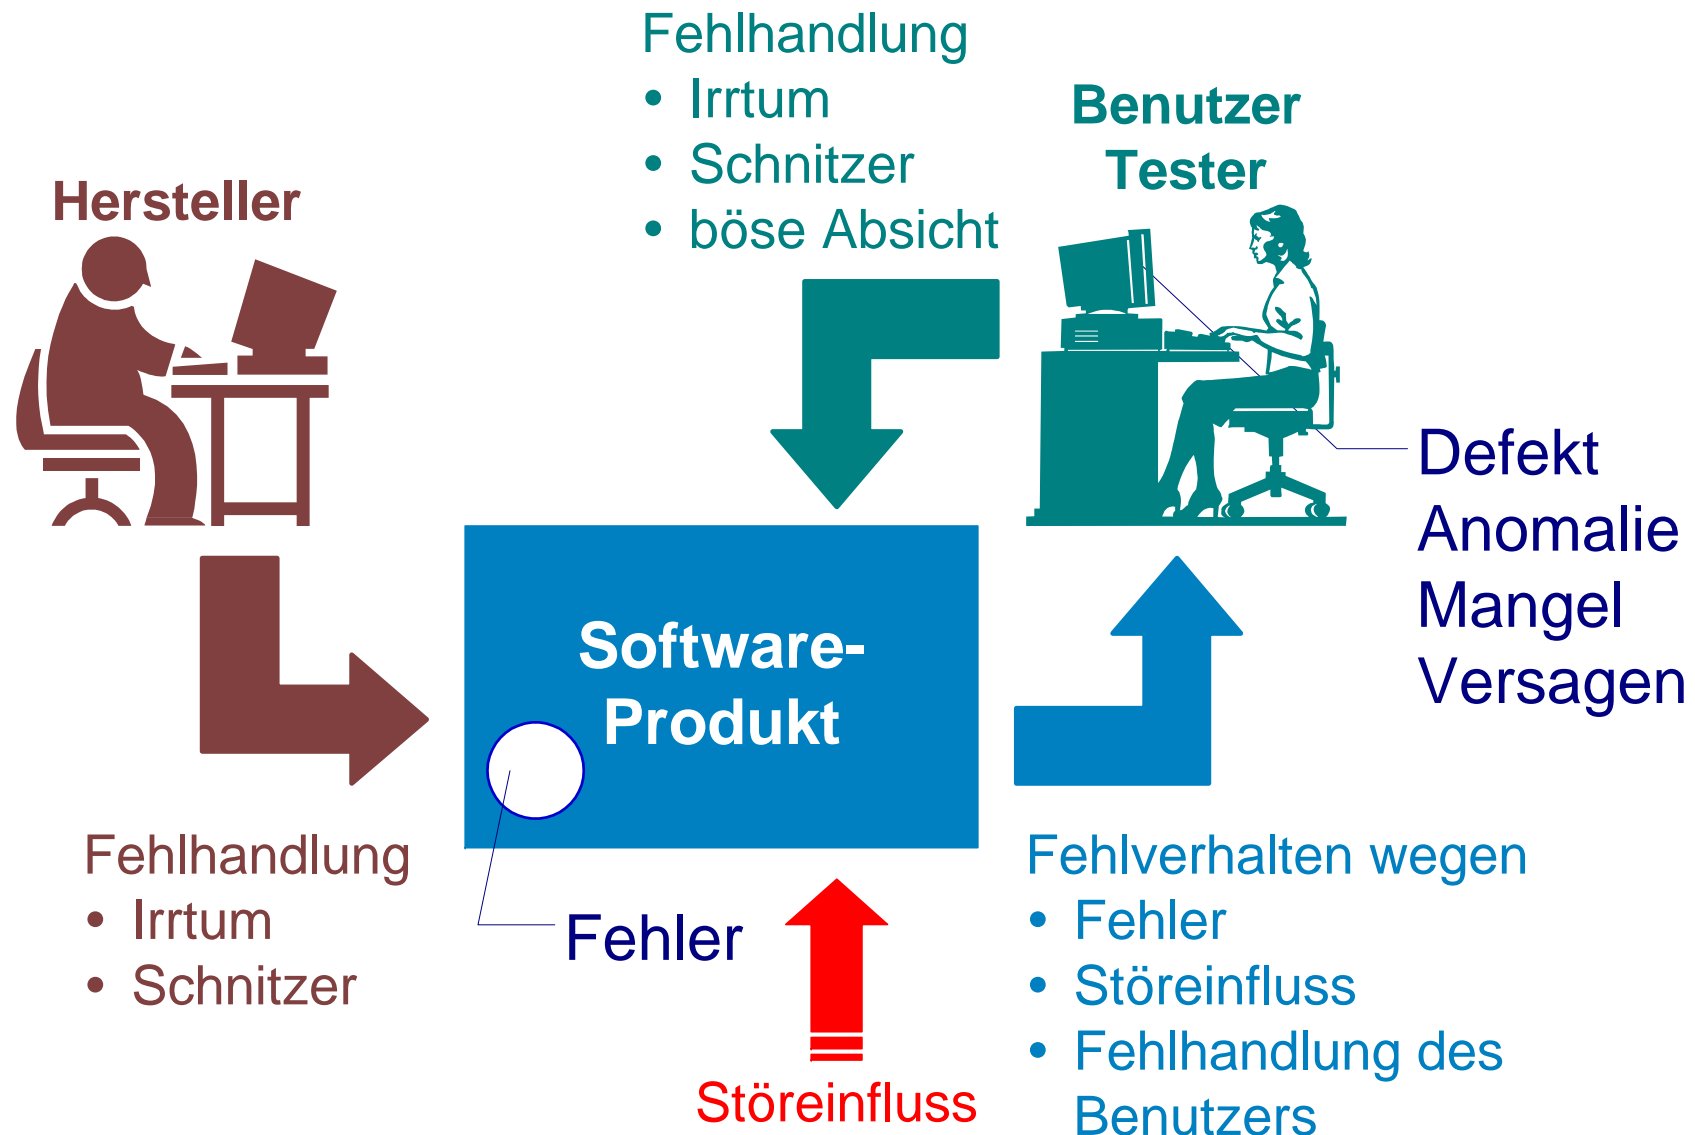 Fehlhandlung
• Irrtum
• Schnitzer
• böse Absicht
Benutzer
Tester
Hersteller
Defekt
Anomalie
Mangel
Versagen
Software-
Produkt
Fehlhandlung
• Irrtum
• Schnitzer
Fehler
Störeinfluss
Fehlverhalten wegen
• Fehler
• Störeinfluss
• Fehlhandlung des
Benutzers